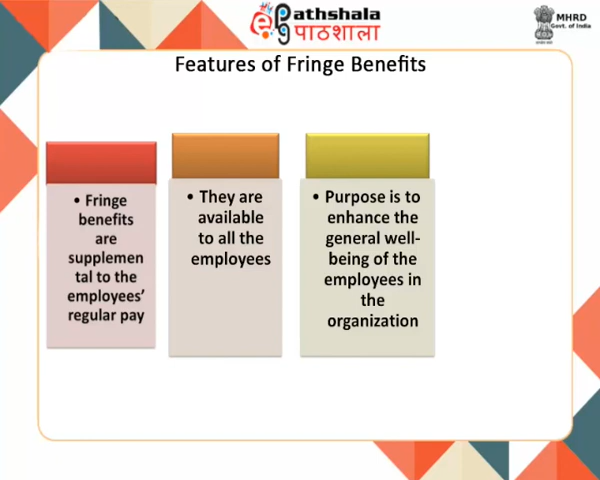 Pathshala
पाठशाला
MHRD
Govt. of India
Features of Fringe Benefits
• Fringe
benefits
are
supplemen
tal to the
employees’
regular pay
• They are
available
to all the
employees
• Purpose is to
enhance the
general well-
being of the
employees in
the
organization